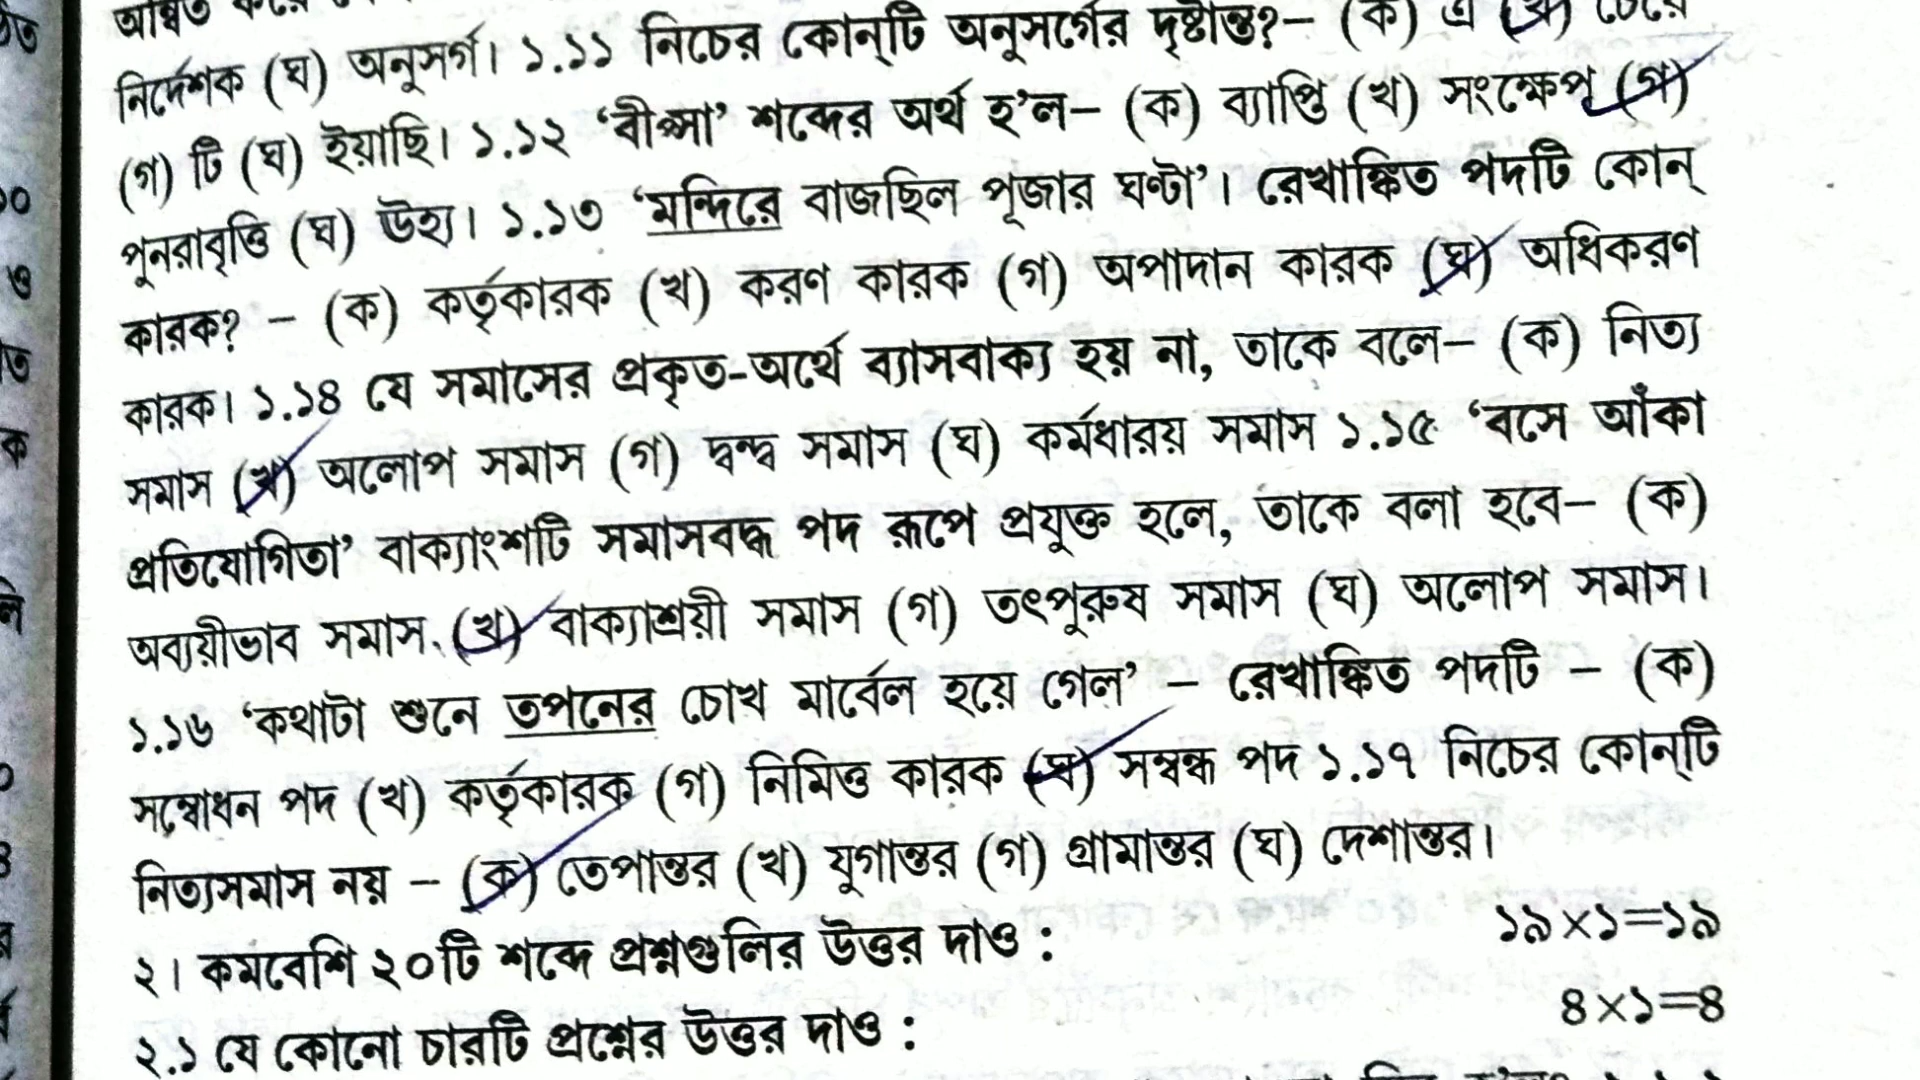 নির্দেশক (ঘ) অনুসর্গ। ১.১১ নিচের কোন্‌টি অনুসর্গের দৃষ্টান্ত?– (ক) এ (খ) চেয়ে
(গ) টি (ঘ) ইয়াছি। ১.১২ ‘বীপ্সা’ শব্দের অর্থ হ’ল– (ক) ব্যাপ্তি (খ) সংক্ষেপ (গ)
পুনরাবৃত্তি (ঘ) ঊহ্য। ১.১৩ ‘মন্দিরে বাজছিল পূজার ঘণ্টা’। রেখাঙ্কিত পদটি কোন্
কারক? – (ক) কর্তৃকারক (খ) করণ কারক (গ) অপাদান কারক (ঘ) অধিকরণ
কারক। ১.১৪ যে সমাসের প্রকৃত-অর্থে ব্যাসবাক্য হয় না, তাকে বলে– (ক) নিত্য
সমাস (খ) অলোপ সমাস (গ) দ্বন্দ্ব সমাস (ঘ) কর্মধারয় সমাস ১.১৫ ‘বসে আঁকা
প্রতিযোগিতা’ বাক্যাংশটি সমাসবদ্ধ পদ রূপে প্রযুক্ত হলে, তাকে বলা হবে– (ক)
অব্যয়ীভাব সমাস (খ) বাক্যাশ্রয়ী সমাস (গ) তৎপুরুষ সমাস (ঘ) অলোপ সমাস।
১.১৬ ‘কথাটা শুনে তপনের চোখ মার্বেল হয়ে গেল’ – রেখাঙ্কিত পদটি – (ক)
সম্বোধন পদ (খ) কর্তৃকারক (গ) নিমিত্ত কারক (ঘ) সম্বন্ধ পদ ১.১৭ নিচের কোন্‌টি
নিত্যসমাস নয় – (ক) তেপান্তর (খ) যুগান্তর (গ) গ্রামান্তর (ঘ) দেশান্তর।
২। কমবেশি ২০টি শব্দে প্রশ্নগুলির উত্তর দাও : ১৯×১=১৯
২.১ যে কোনো চারটি প্রশ্নের উত্তর দাও : ৪×১=৪